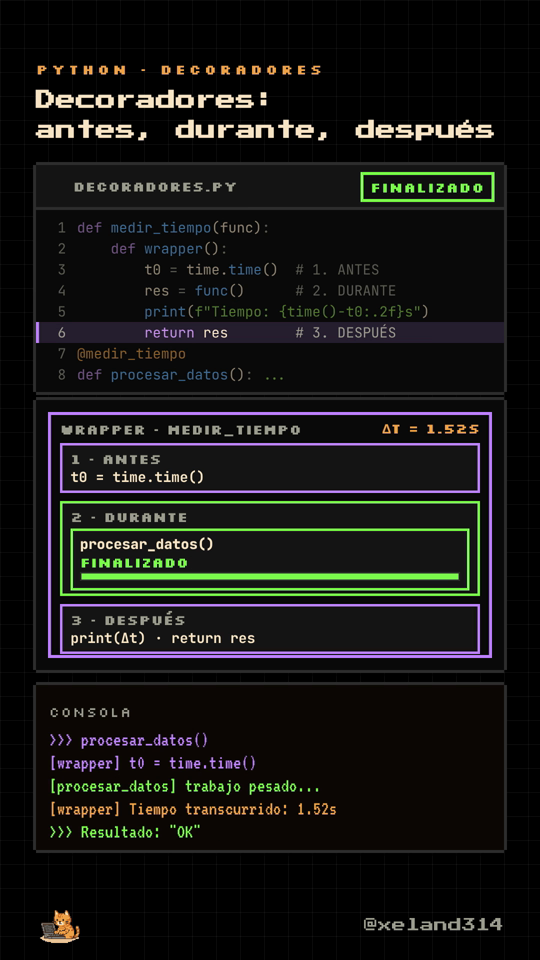 PYTHON · DECORADORES
Decoradores:
antes, durante, después
DECORADORES.PY
FINALIZADO
1 def medir_tiempo(func):
2     def wrapper():
3         t0 = time.time()  # 1. ANTES
4         res = func()      # 2. DURANTE
5         print(f"Tiempo: {time()-t0:.2f}s")
6         return res        # 3. DESPUÉS
7 @medir_tiempo
8 def procesar_datos(): ...
WRAPPER · MEDIR_TIEMPO
ΔT = 1.52S
1 · ANTES
t0 = time.time()
2 · DURANTE
procesar_datos()
FINALIZADO
3 · DESPUÉS
print(Δt) · return res
CONSOLA
>>> procesar_datos()
[wrapper] t0 = time.time()
[procesar_datos] trabajo pesado...
[wrapper] Tiempo transcurrido: 1.52s
>>> Resultado: "OK"
@xeland314